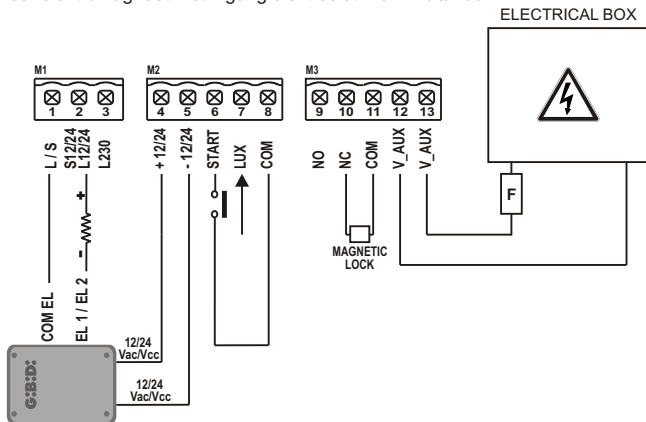 ELECTRICAL BOX
M1
M2
M3
1 2 3
4 5 6 7 8
9 10 11 12 13
L / S
S12/24
L12/24
L230
+ 12/24
- 12/24
START
LUX
COM
NO
NC
COM
V_AUX
V_AUX
F
+
-
MAGNETIC
LOCK
COM EL
EL 1 / EL 2
12/24
Vac/Vcc
12/24
Vac/Vcc
G:B:D: